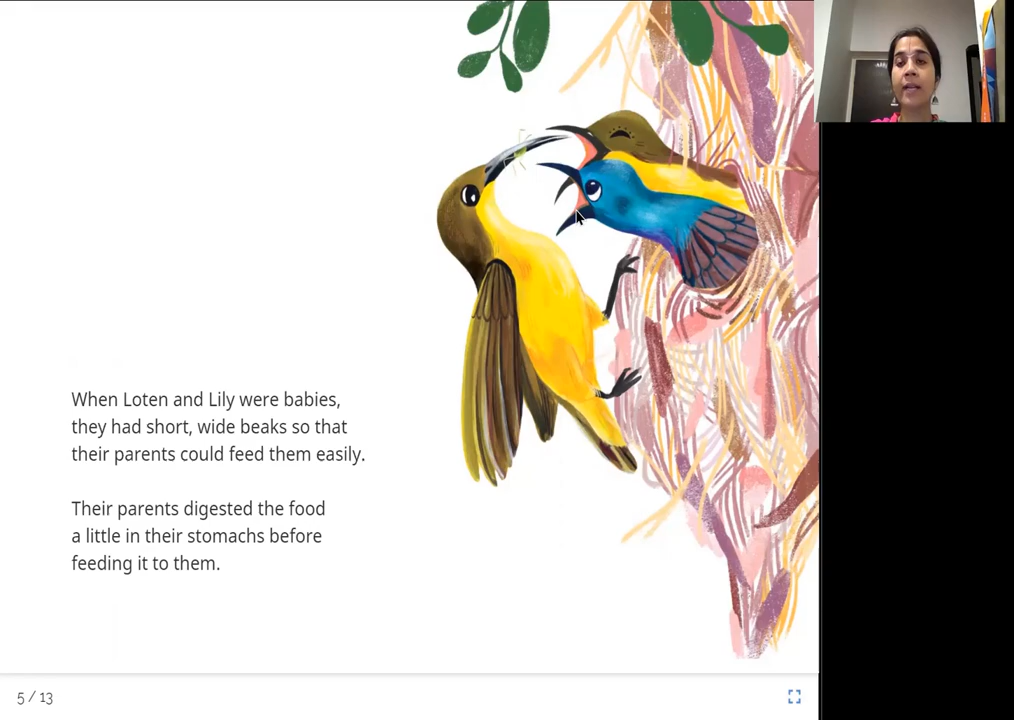 When Loten and Lily were babies,
they had short, wide beaks so that
their parents could feed them easily.
Their parents digested the food
a little in their stomachs before
feeding it to them.
5 / 13